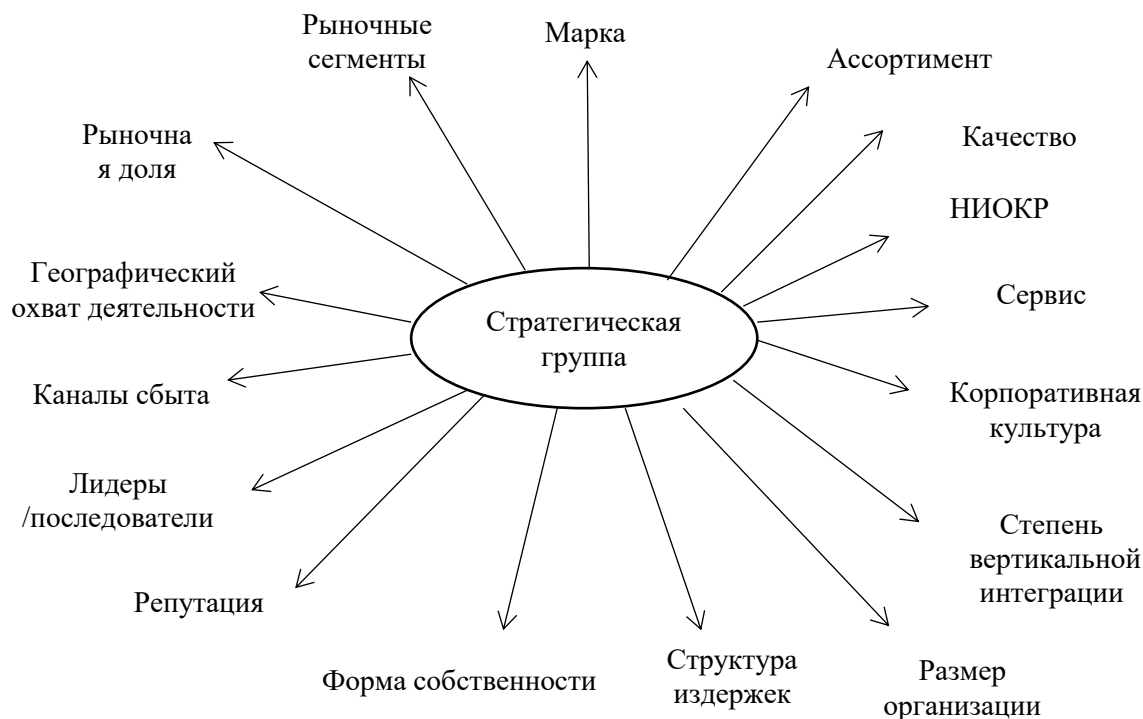 Рыночные
сегменты
Марка
Ассортимент
Рыночна
я доля
Качество
НИОКР
Географический
охват деятельности
Стратегическая
группа
Сервис
Каналы сбыта
Корпоративная
культура
Лидеры
/последователи
Степень
вертикальной
интеграции
Репутация
Форма собственности
Структура
издержек
Размер
организации